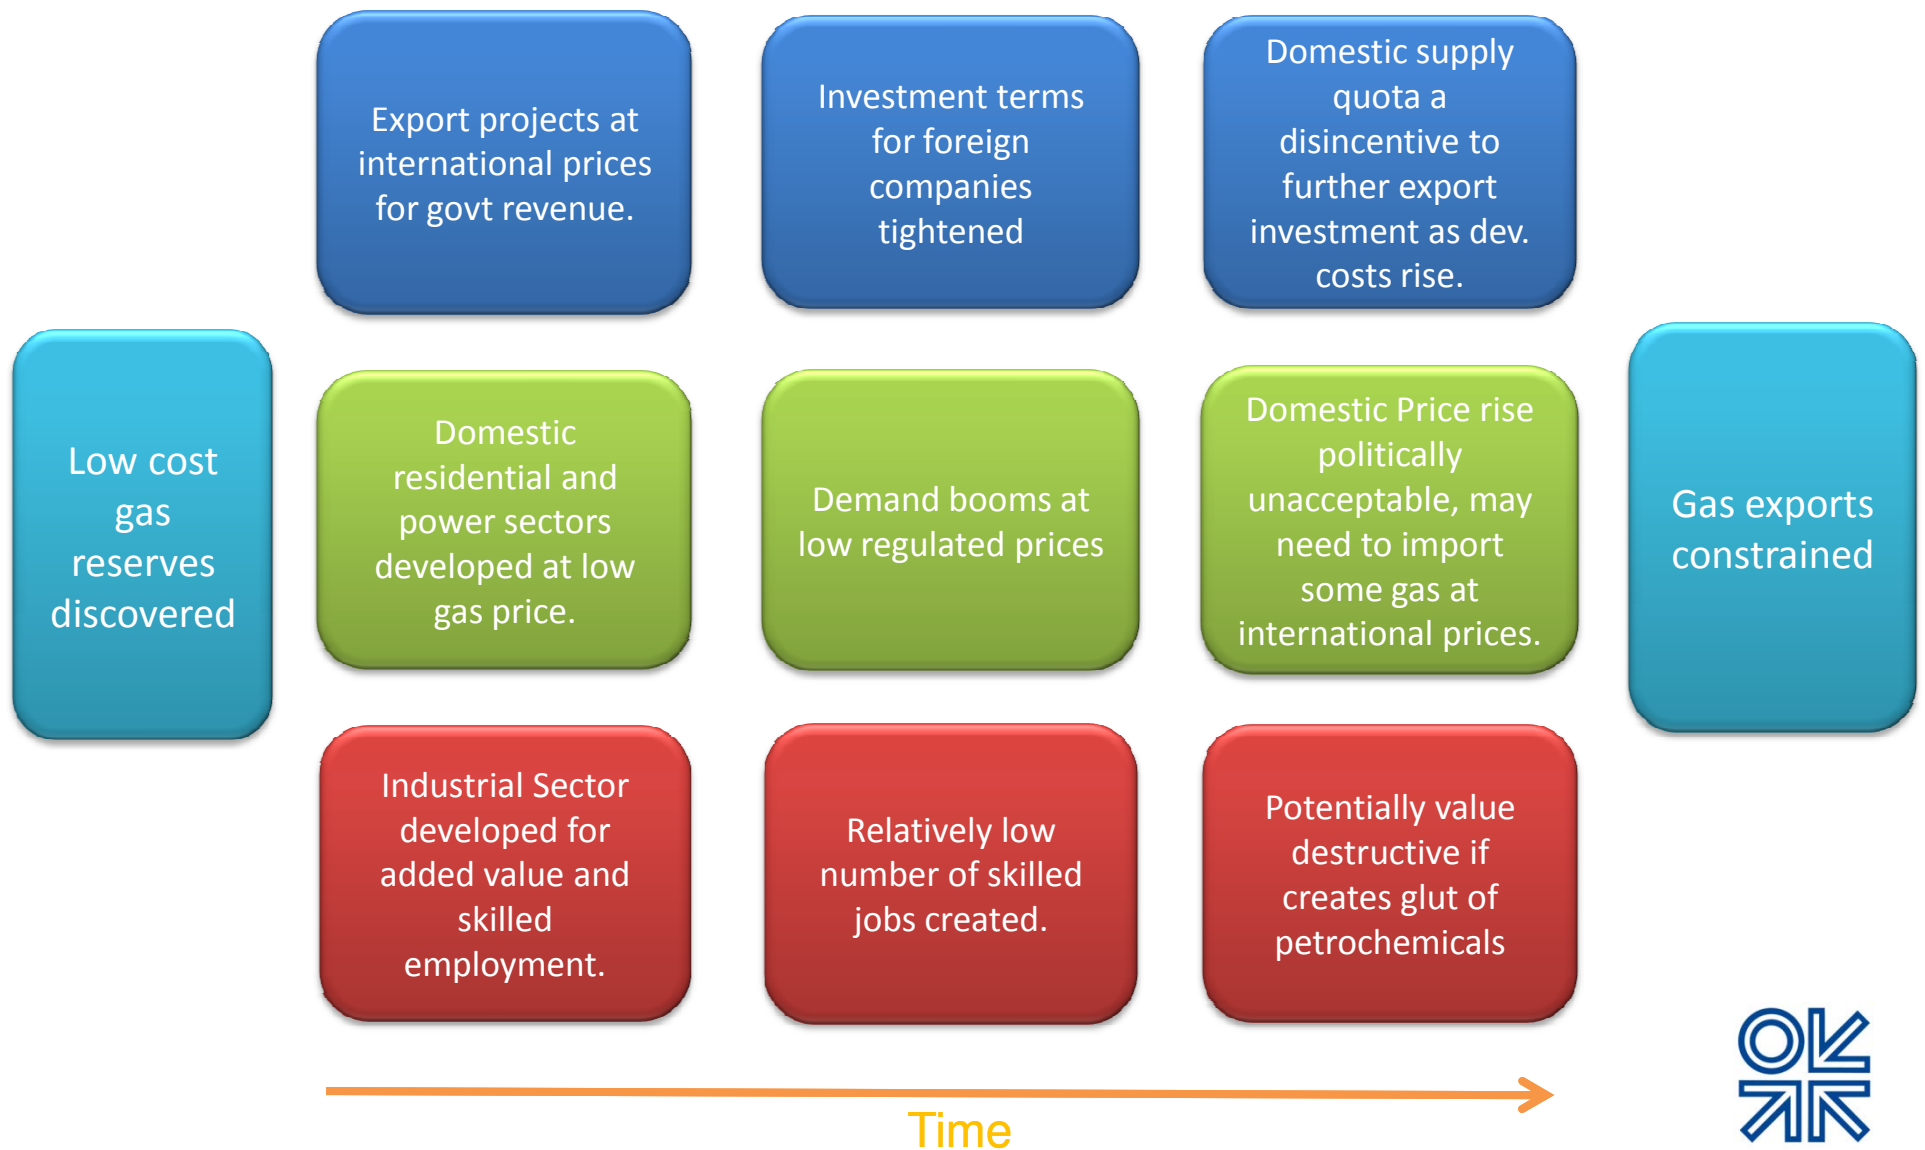 Low cost
gas
reserves
discovered
Export projects at
international prices
for govt revenue.
Investment terms
for foreign
companies
tightened
Domestic supply
quota a
disincentive to
further export
investment as dev.
costs rise.
Domestic
residential and
power sectors
developed at low
gas price.
Demand booms at
low regulated prices
Domestic Price rise
politically
unacceptable, may
need to import
some gas at
international prices.
Industrial Sector
developed for
added value and
skilled
employment.
Relatively low
number of skilled
jobs created.
Potentially value
destructive if
creates glut of
petrochemicals
Gas exports
constrained
Time